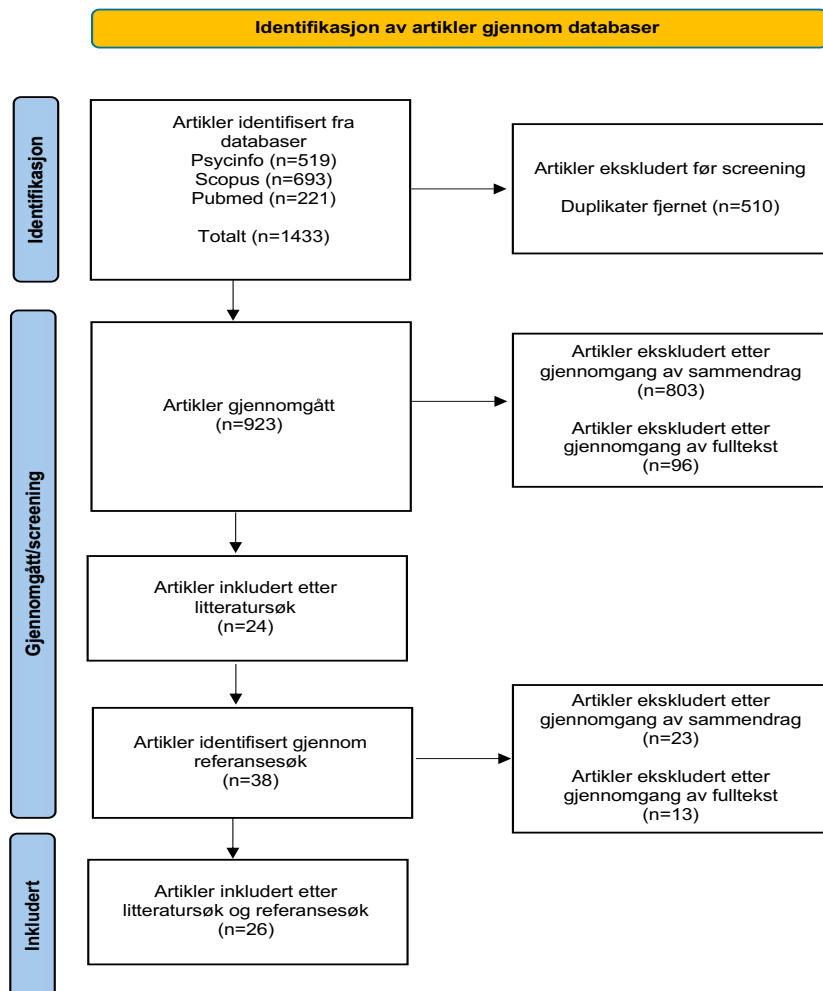 Identifikasjon av artikler gjennom databaser
Identifikasjon
Artikler identifisert fra
databaser
Psycinfo (n=519)
Scopus (n=693)
Pubmed (n=221)
Totalt (n=1433)
Artikler ekskludert før screening
Duplikater fjernet (n=510)
Gjennomgått/screening
Artikler gjennomgått
(n=923)
Artikler ekskludert etter
gjennomgang av sammendrag
(n=803)
Artikler ekskludert etter
gjennomgang av fulltekst
(n=96)
Artikler inkludert etter
litteratursøk
(n=24)
Artikler identifisert gjennom
referansesøk
(n=38)
Artikler ekskludert etter
gjennomgang av sammendrag
(n=23)
Artikler ekskludert etter
gjennomgang av fulltekst
(n=13)
Inkludert
Artikler inkludert etter
litteratursøk og referansesøk
(n=26)